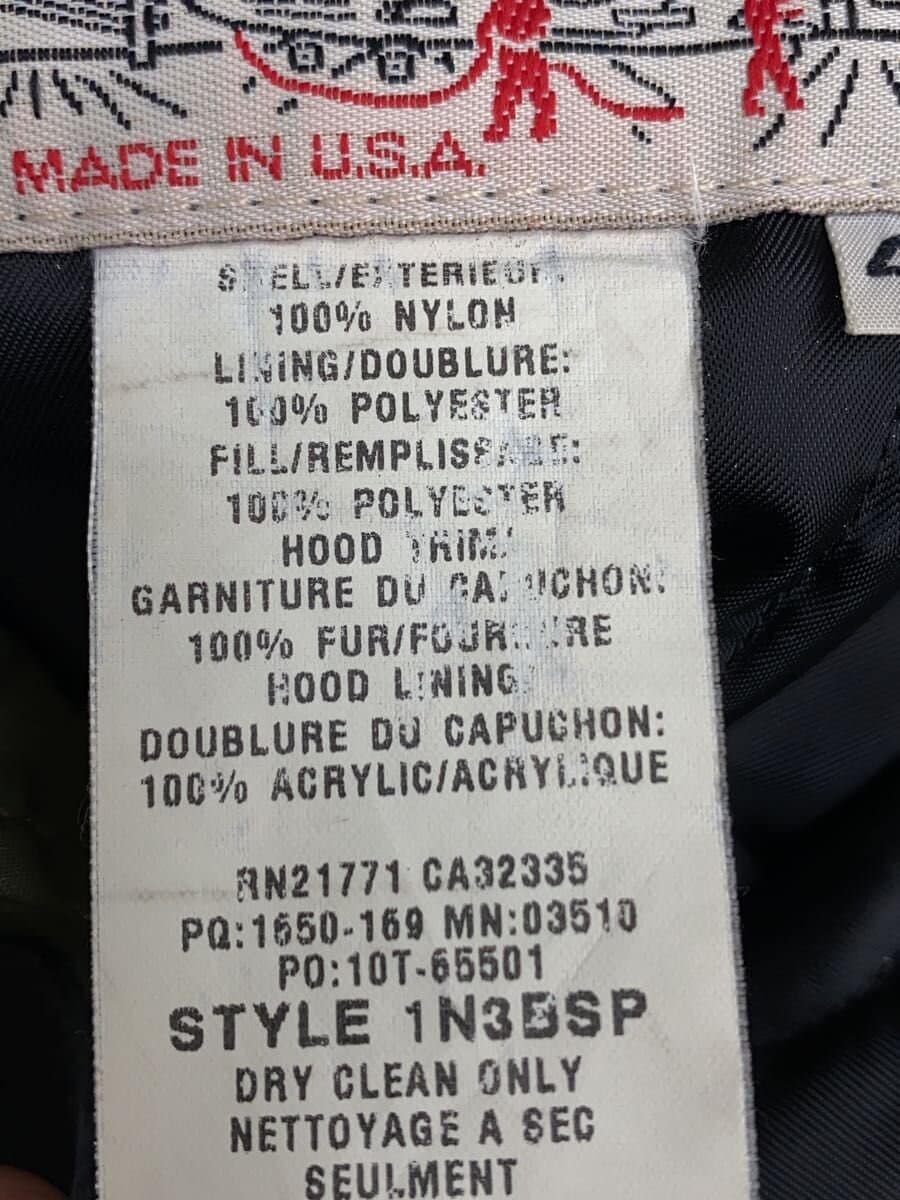 MADE IN U.S.A.
SHELL/EXTERIEUR:
100% NYLON
LINING/DOUBLURE:
100% POLYESTER
FILL/REMPLISSAGE:
100% POLYESTER
HOOD TRIM/
GARNITURE DU CAPUCHON:
100% FUR/FOURRURE
HOOD LINING/
DOUBLURE DU CAPUCHON:
100% ACRYLIC/ACRYLIQUE
RN21771 CA32335
PQ:1650-169 MN:03510
PO:10T-65501
STYLE 1N3BSP
DRY CLEAN ONLY
NETTOYAGE A SEC
SEULMENT